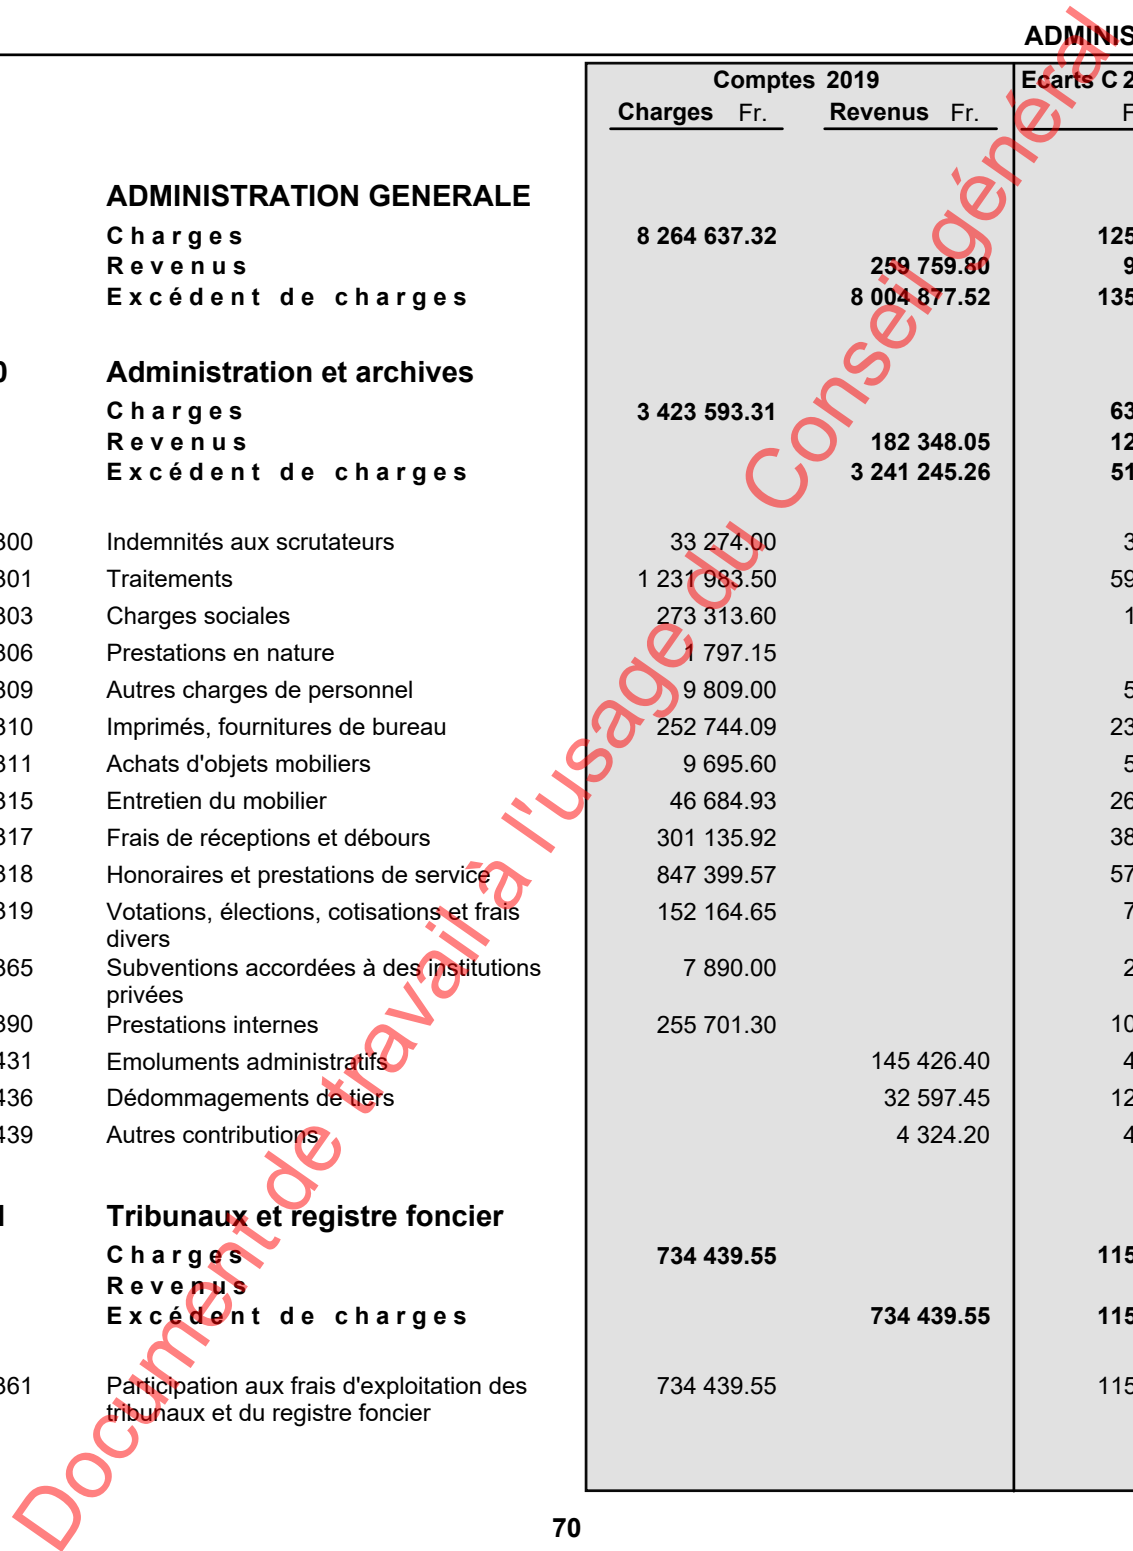 ADMINIS
Comptes 2019 Ecarts C 2
Charges Fr. Revenus Fr. F
ADMINISTRATION GENERALE
Charges 8 264 637.32 125
Revenus 259 759.80 9
Excédent de charges 8 004 877.52 135
0 Administration et archives
Charges 3 423 593.31 63
Revenus 182 348.05 12
Excédent de charges 3 241 245.26 51
300 Indemnités aux scrutateurs 33 274.00 3
301 Traitements 1 231 983.50 59
303 Charges sociales 273 313.60 1
306 Prestations en nature 1 797.15
309 Autres charges de personnel 9 809.00 5
310 Imprimés, fournitures de bureau 252 744.09 23
311 Achats d'objets mobiliers 9 695.60 5
315 Entretien du mobilier 46 684.93 26
317 Frais de réceptions et débours 301 135.92 38
318 Honoraires et prestations de service 847 399.57 57
319 Votations, élections, cotisations et frais 152 164.65 7
divers
365 Subventions accordées à des institutions 7 890.00 2
privées
390 Prestations internes 255 701.30 10
431 Emoluments administratifs 145 426.40 4
436 Dédommagements de tiers 32 597.45 12
439 Autres contributions 4 324.20 4
1 Tribunaux et registre foncier
Charges 734 439.55 115
Revenus
Excédent de charges 734 439.55 115
361 Participation aux frais d'exploitation des 734 439.55 115
tribunaux et du registre foncier
70
Document de travail à l'usage du Conseil général